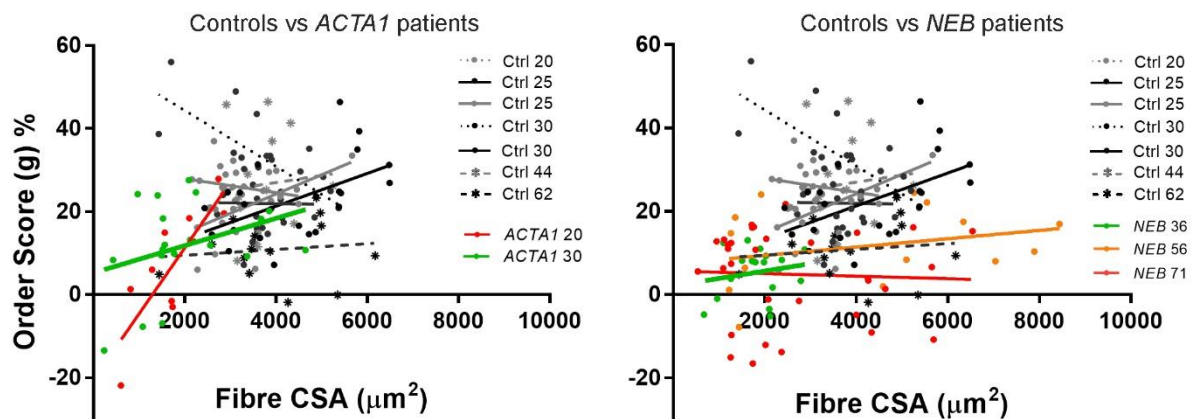 Controls vs ACTA1 patients
Order Score (g) %
60
40
20
0
-20
2000
4000
6000
8000
10000
Fibre CSA (μm²)
Ctrl 20
Ctrl 25
Ctrl 25
Ctrl 30
Ctrl 30
Ctrl 44
Ctrl 62
ACTA1 20
ACTA1 30
Controls vs NEB patients
60
40
20
0
-20
2000
4000
6000
8000
10000
Fibre CSA (μm²)
Ctrl 20
Ctrl 25
Ctrl 25
Ctrl 30
Ctrl 30
Ctrl 44
Ctrl 62
NEB 36
NEB 56
NEB 71